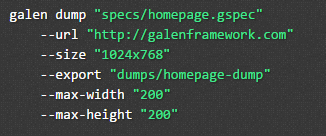 galen dump "specs/homepage.gspec"
--url "http://galenframework.com"
--size "1024x768"
--export "dumps/homepage-dump"
--max-width "200"
--max-height "200"